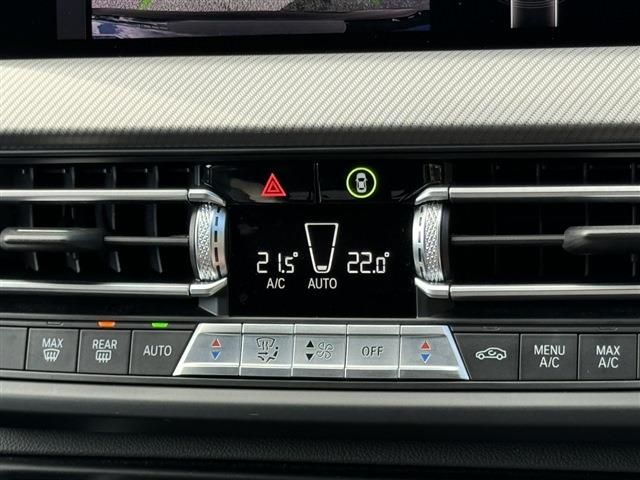 21.5° 22.0°
A/C AUTO
MAX REAR AUTO OFF MENU A/C MAX A/C